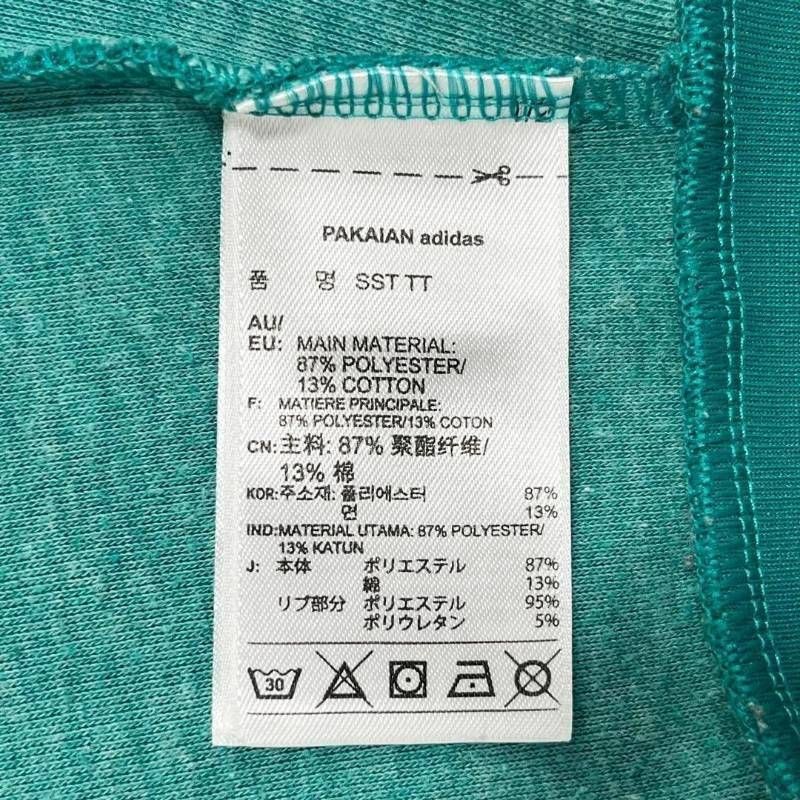 PAKAIAN adidas
품 명 SST TT
AU/
EU: MAIN MATERIAL:
87% POLYESTER/
13% COTTON
F: MATIERE PRINCIPALE:
87% POLYESTER/13% COTON
CN:主料: 87% 聚酯纤维/
13% 棉
KOR:주소재: 폴리에스터 87%
면 13%
IND:MATERIAL UTAMA: 87% POLYESTER/
13% KATUN
J: 本体 ポリエステル 87%
綿 13%
リブ部分 ポリエステル 95%
ポリウレタン 5%
30